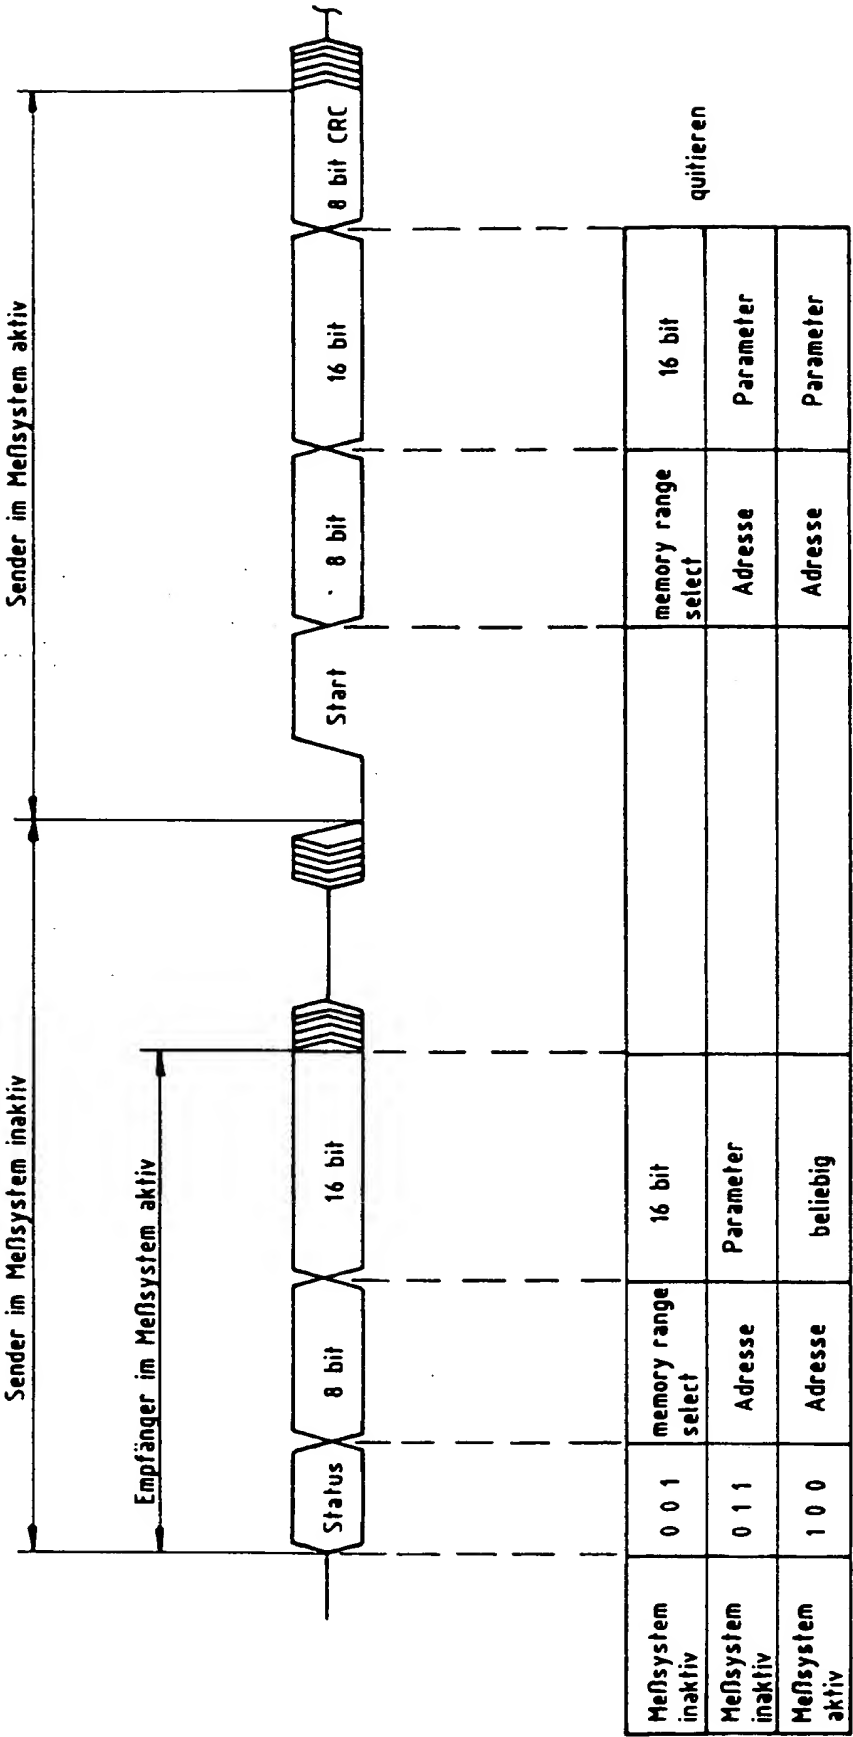 Sender im Meßsystem inaktiv
Sender im Meßsystem aktiv
Empfänger im Meßsystem aktiv
Status
8 bit
16 bit
Start
8 bit
16 bit
8 bit CRC
Meßsystem
inaktiv
0 0 1
memory range
select
16 bit
memory range
select
16 bit
quitieren
Meßsystem
inaktiv
0 1 1
Adresse
Parameter
Adresse
Parameter
Meßsystem
aktiv
1 0 0
Adresse
beliebig
Adresse
Parameter